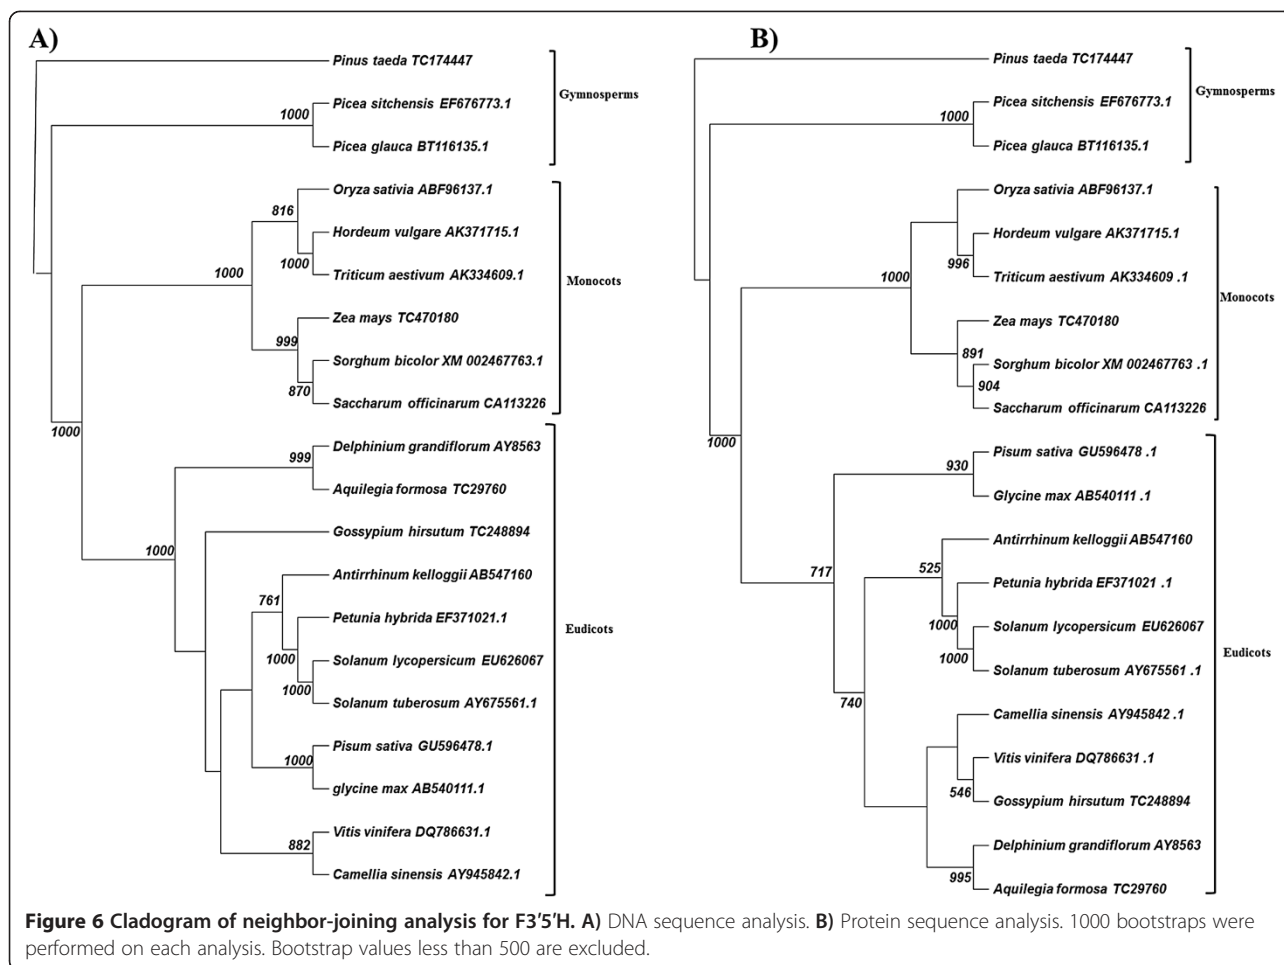 A)
Pinus taeda TC174447
Picea sitchensis EF676773.1
1000
Gymnosperms
Picea glauca BT116135.1
Oryza sativia ABF96137.1
816
Hordeum vulgare AK371715.1
1000
1000
Triticum aestivum AK334609.1
Monocots
Zea mays TC470180
999
Sorghum bicolor XM 002467763.1
870
Saccharum officinarum CA113226
1000
Delphinium grandiflorum AY8563
999
Aquilegia formosa TC29760
Gossypium hirsutum TC248894
1000
Antirrhinum kelloggii AB547160
761
Petunia hybrida EF371021.1
Eudicots
1000
Solanum lycopersicum EU626067
1000
Solanum tuberosum AY675561.1
Pisum sativa GU596478.1
1000
glycine max AB540111.1
Vitis vinifera DQ786631.1
882
Camellia sinensis AY945842.1
B)
Pinus taeda TC174447
Gymnosperms
Picea sitchensis EF676773.1
1000
Picea glauca BT116135.1
Oryza sativia ABF96137.1
Hordeum vulgare AK371715.1
996
1000
Triticum aestivum AK334609 .1
Monocots
Zea mays TC470180
891
Sorghum bicolor XM 002467763 .1
904
Saccharum officinarum CA113226
1000
Pisum sativa GU596478 .1
930
Glycine max AB540111 .1
Antirrhinum kelloggii AB547160
717
525
Petunia hybrida EF371021 .1
1000
Solanum lycopersicum EU626067
1000
Eudicots
Solanum tuberosum AY675561 .1
740
Camellia sinensis AY945842 .1
Vitis vinifera DQ786631 .1
546
Gossypium hirsutum TC248894
Delphinium grandiflorum AY8563
995
Aquilegia formosa TC29760
Figure 6 Cladogram of neighbor-joining analysis for F3′5′H. A) DNA sequence analysis. B) Protein sequence analysis. 1000 bootstraps were
performed on each analysis. Bootstrap values less than 500 are excluded.